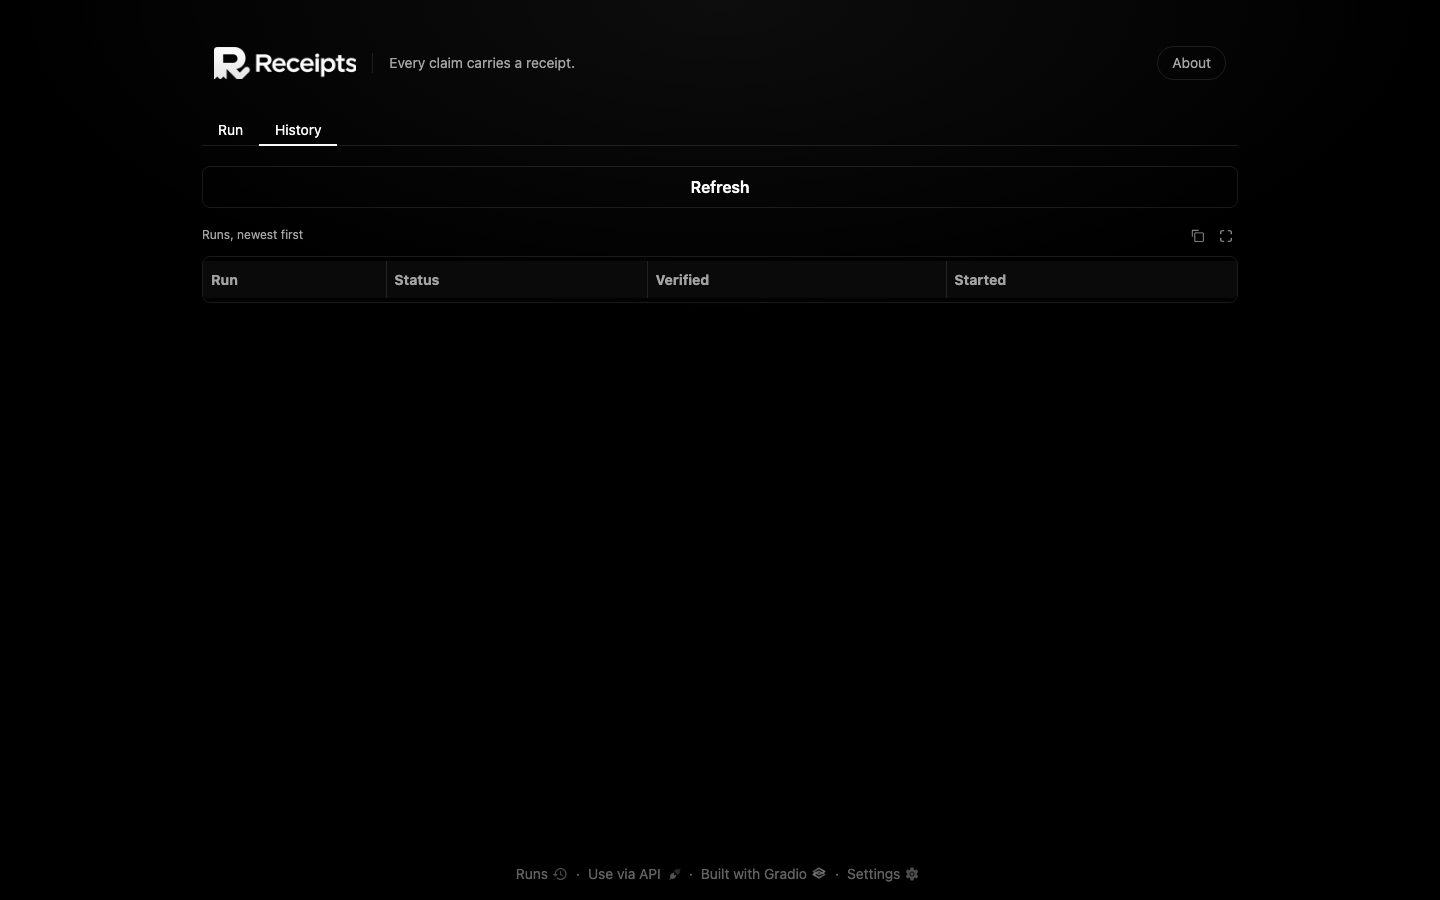 Receipts
Every claim carries a receipt.
About
Run
History
Refresh
Runs, newest first
Run
Status
Verified
Started
Runs · Use via API · Built with Gradio · Settings